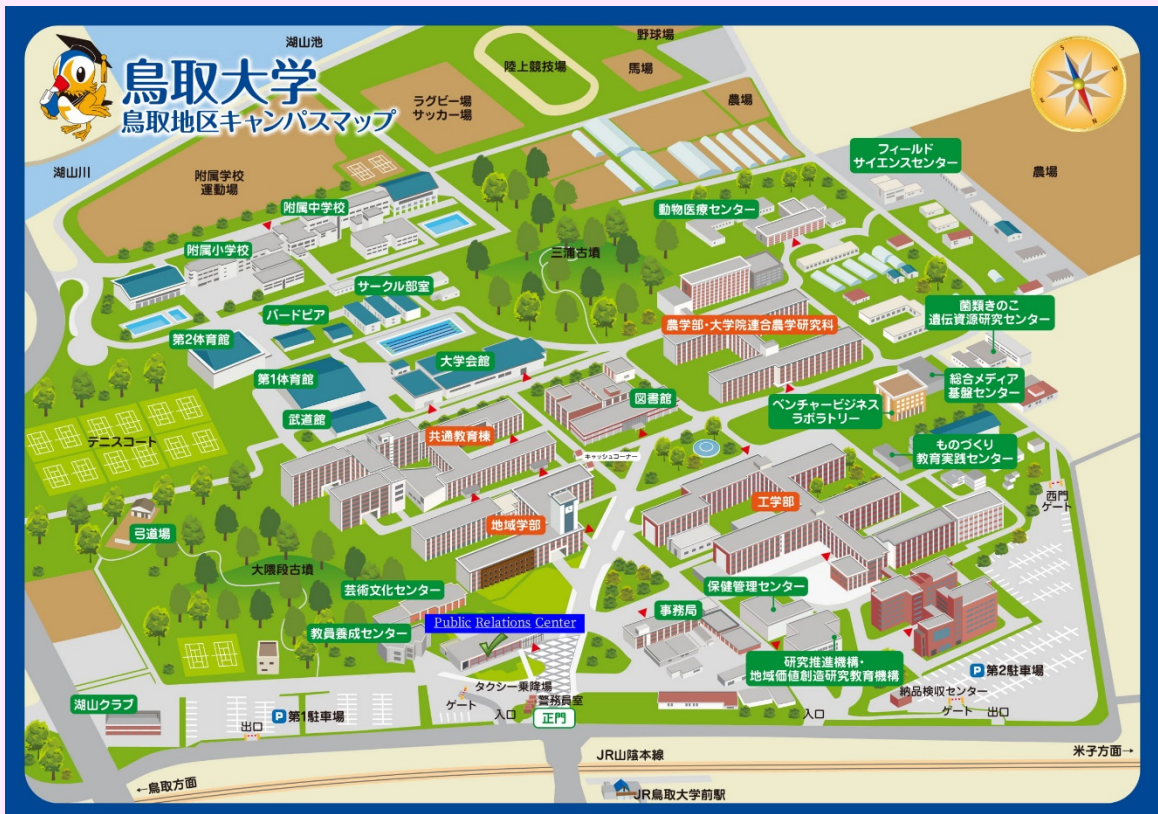 鳥取大学
鳥取地区キャンパスマップ
湖山池
野球場
陸上競技場
馬場
ラグビー場
サッカー場
農場
フィールド
サイエンスセンター
農場
湖山川
附属学校
運動場
附属中学校
動物医療センター
附属小学校
三浦古墳
サークル部室
バードピア
菌類きのこ
遺伝資源研究センター
農学部・大学院連合農学研究科
第2体育館
大学会館
第1体育館
図書館
総合メディア
基盤センター
ベンチャービジネス
ラボラトリー
武道館
共通教育棟
テニスコート
キャッシュコーナー
ものづくり
教育実践センター
西門
ゲート
工学部
地域学部
弓道場
大隈段古墳
芸術文化センター
保健管理センター
事務局
Public Relations Center
教員養成センター
研究推進機構・
地域価値創造研究教育機構
P 第2駐車場
タクシー乗降場
納品検収センター
湖山クラブ
ゲート
警務員室
P 第1駐車場
入口
正門
入口
ゲート
出口
出口
JR山陰本線
米子方面→
←鳥取方面
JR鳥取大学前駅
S
W
E
N